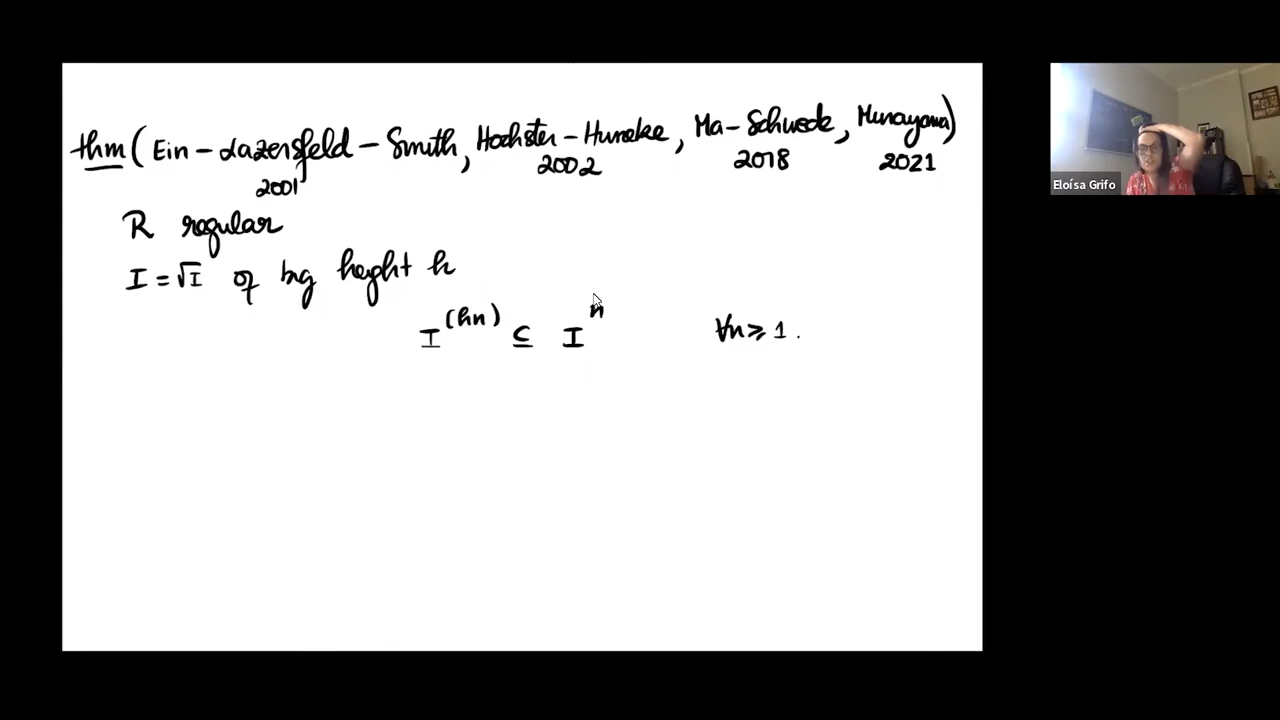 thm (Ein - Lazersfeld - Smith, Hochster - Huneke, Ma - Schwede, Murayama)
2001 2002 2018 2021
R regular
I = √I of big height h
I^(hn) ⊆ I^n ∀n ≥ 1.
Eloísa Grifo